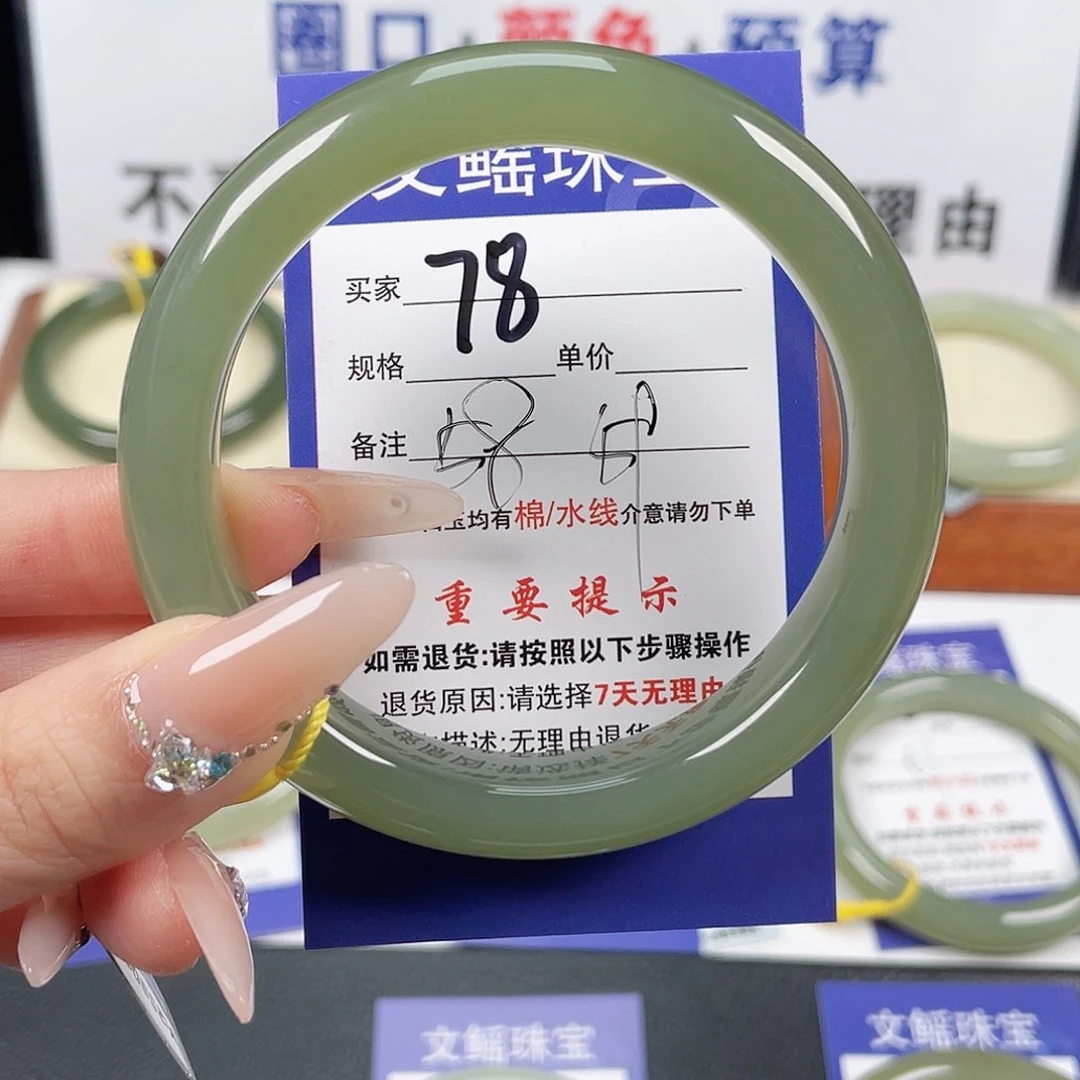 圈口+颜色+预算
不 理由
文鳐珠宝
买家 78
规格 单价
备注 58
玉均有棉/水线介意请勿下单
重要提示
如需退货:请按照以下步骤操作
退货原因:请选择7天无理由
描述:无理由退货
珠宝
文鳐珠宝
文鳐珠宝